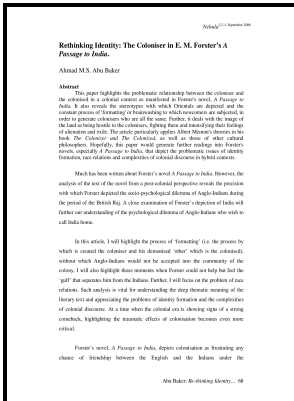 Nebula 3.2-3, September 2006
Rethinking Identity: The Coloniser in E. M. Forster's A
Passage to India.
Ahmad M.S. Abu Baker
Abstract
This paper highlights the problematic relationship between the coloniser and
the colonised in a colonial context as manifested in Forster's novel, A Passage to
India. It also reveals the stereotypes with which Orientals are depicted and the
constant process of 'formatting' or brainwashing to which newcomers are subjected, in
order to generate colonisers who are all the same. Further, it deals with the image of
the land as being hostile to the colonisers, fighting them and intensifying their feelings
of alienation and exile. The article particularly applies Albert Memmi's theories in his
book The Colonizer and The Colonized, as well as those of other cultural
philosophers. Hopefully, this paper would generate further readings into Forster's
novels, especially A Passage to India, that depict the problematic issues of identity
formation, race relations and complexities of colonial discourse in hybrid contexts.
Much has been written about Forster's novel A Passage to India. However, the
analysis of the text of the novel from a post-colonial perspective reveals the precision
with which Forster depicted the socio-psychological dilemma of Anglo-Indians during
the period of the British Raj. A close examination of Forster's depiction of India will
further our understanding of the psychological dilemma of Anglo-Indians who wish to
call India home.
In this article, I will highlight the process of 'formatting' (i.e. the process by
which is created the coloniser and his demonised 'other' which is the colonised),
without which Anglo-Indians would not be accepted into the community of the
colony. I will also highlight those moments when Forster could not help but feel the
"gulf" that separates him from the Indians. Further, I will focus on the problem of race
relations. Such analysis is vital for understanding the deep thematic meaning of the
literary text and appreciating the problems of identity formation and the complexities
of colonial discourse. At a time when the colonial era is showing signs of a strong
comeback, highlighting the traumatic effects of colonisation becomes even more
critical.
Forster's novel, A Passage to India, depicts colonisation as frustrating any
chance of friendship between the English and the Indians under the
Abu Baker: Re-thinking Identity... 68